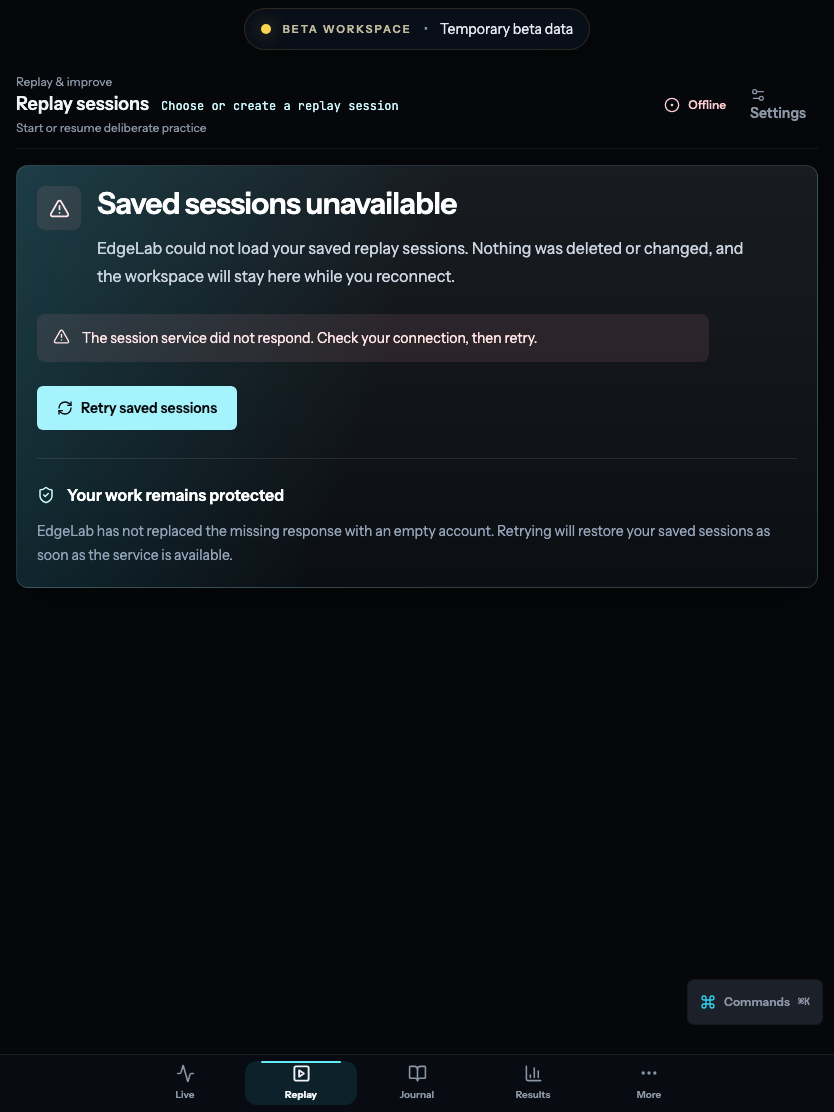 BETA WORKSPACE · Temporary beta data
Replay & improve
Replay sessions Choose or create a replay session
Start or resume deliberate practice
Offline
Settings
Saved sessions unavailable
EdgeLab could not load your saved replay sessions. Nothing was deleted or changed, and
the workspace will stay here while you reconnect.
The session service did not respond. Check your connection, then retry.
Retry saved sessions
Your work remains protected
EdgeLab has not replaced the missing response with an empty account. Retrying will restore your saved sessions as
soon as the service is available.
Commands ⌘K
Live Replay Journal Results More